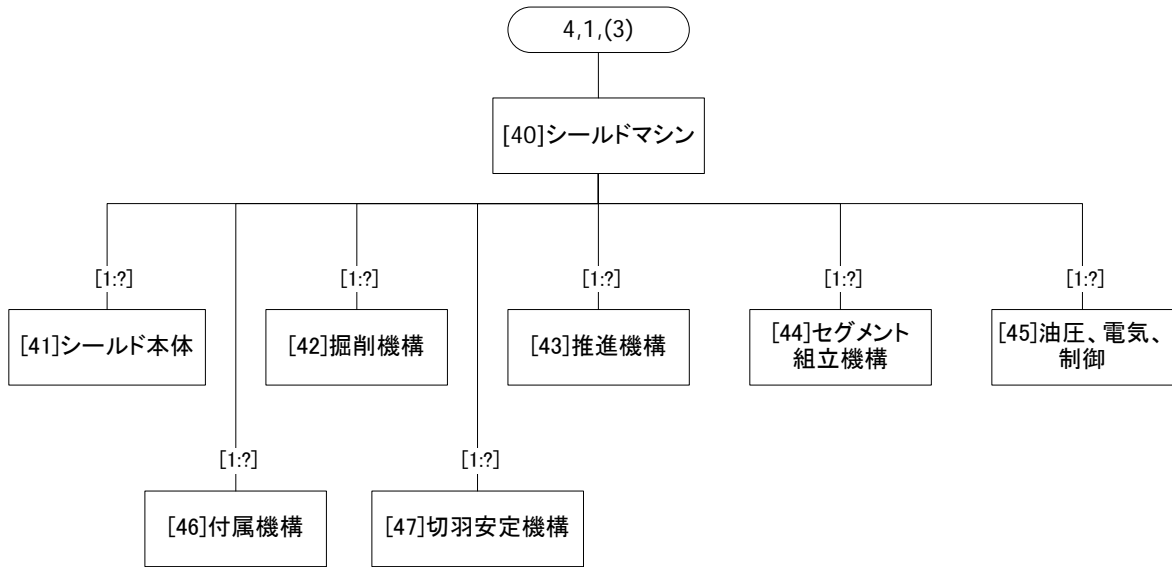 4,1,(3)
[40]シールドマシン
[1:?]
[1:?]
[1:?]
[1:?]
[1:?]
[41]シールド本体
[42]掘削機構
[43]推進機構
[44]セグメント
組立機構
[45]油圧、電気、
制御
[1:?]
[1:?]
[46]付属機構
[47]切羽安定機構